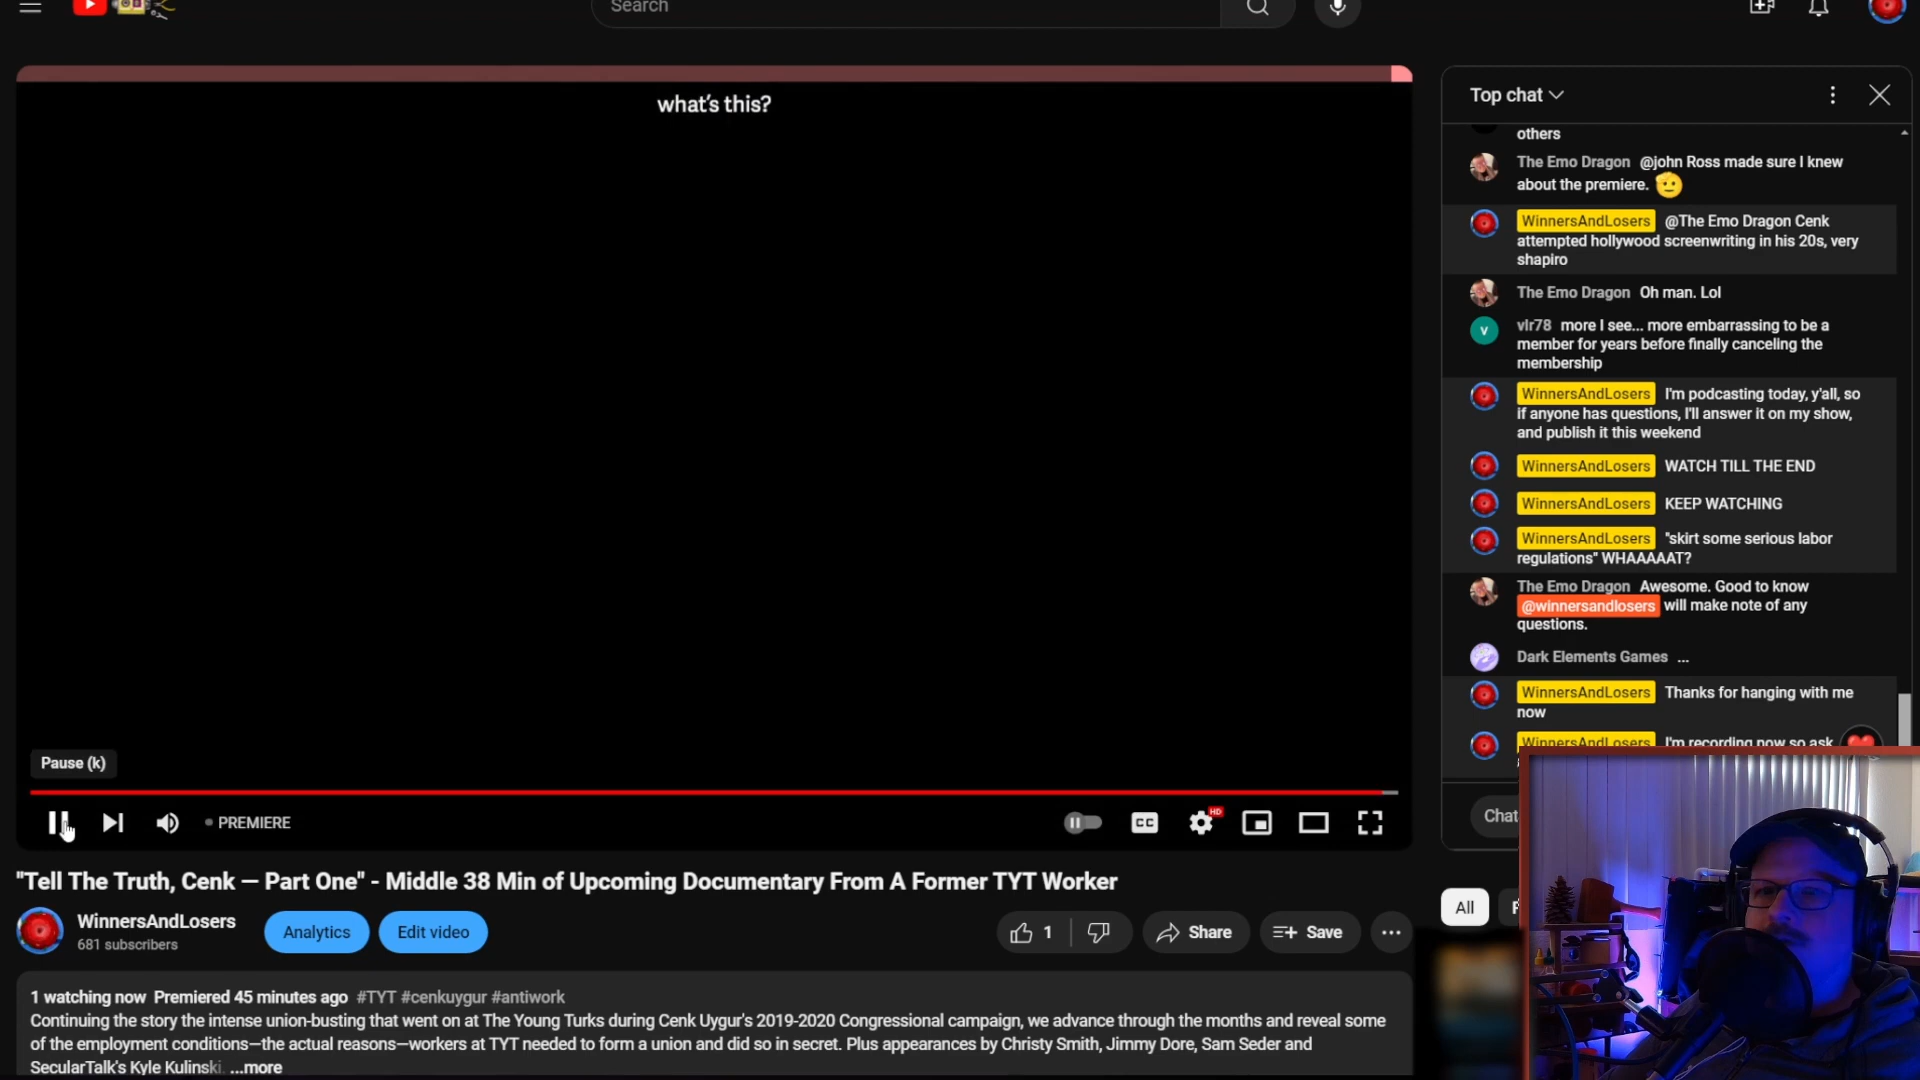 Search
what's this?
Top chat
others
The Emo Dragon @john Ross made sure I knew
about the premiere.
WinnersAndLosers @The Emo Dragon Cenk
attempted hollywood screenwriting in his 20s, very
shapiro
The Emo Dragon Oh man. Lol
v
vlr78 more I see... more embarrassing to be a
member for years before finally canceling the
membership
WinnersAndLosers I'm podcasting today, y'all, so
if anyone has questions, I'll answer it on my show,
and publish it this weekend
WinnersAndLosers WATCH TILL THE END
WinnersAndLosers KEEP WATCHING
WinnersAndLosers "skirt some serious labor
regulations" WHAAAAAT?
The Emo Dragon Awesome. Good to know
@winnersandlosers will make note of any
questions.
Dark Elements Games ...
WinnersAndLosers Thanks for hanging with me
now
WinnersAndLosers I'm recording now so ask
Chat
Pause (k)
PREMIERE
CC
HD
"Tell The Truth, Cenk — Part One" - Middle 38 Min of Upcoming Documentary From A Former TYT Worker
WinnersAndLosers
681 subscribers
Analytics
Edit video
1
Share
Save
All
1 watching now Premiered 45 minutes ago #TYT #cenkuygur #antiwork
Continuing the story the intense union-busting that went on at The Young Turks during Cenk Uygur's 2019-2020 Congressional campaign, we advance through the months and reveal some
of the employment conditions—the actual reasons—workers at TYT needed to form a union and did so in secret. Plus appearances by Christy Smith, Jimmy Dore, Sam Seder and
SecularTalk's Kyle Kulinski. ...more